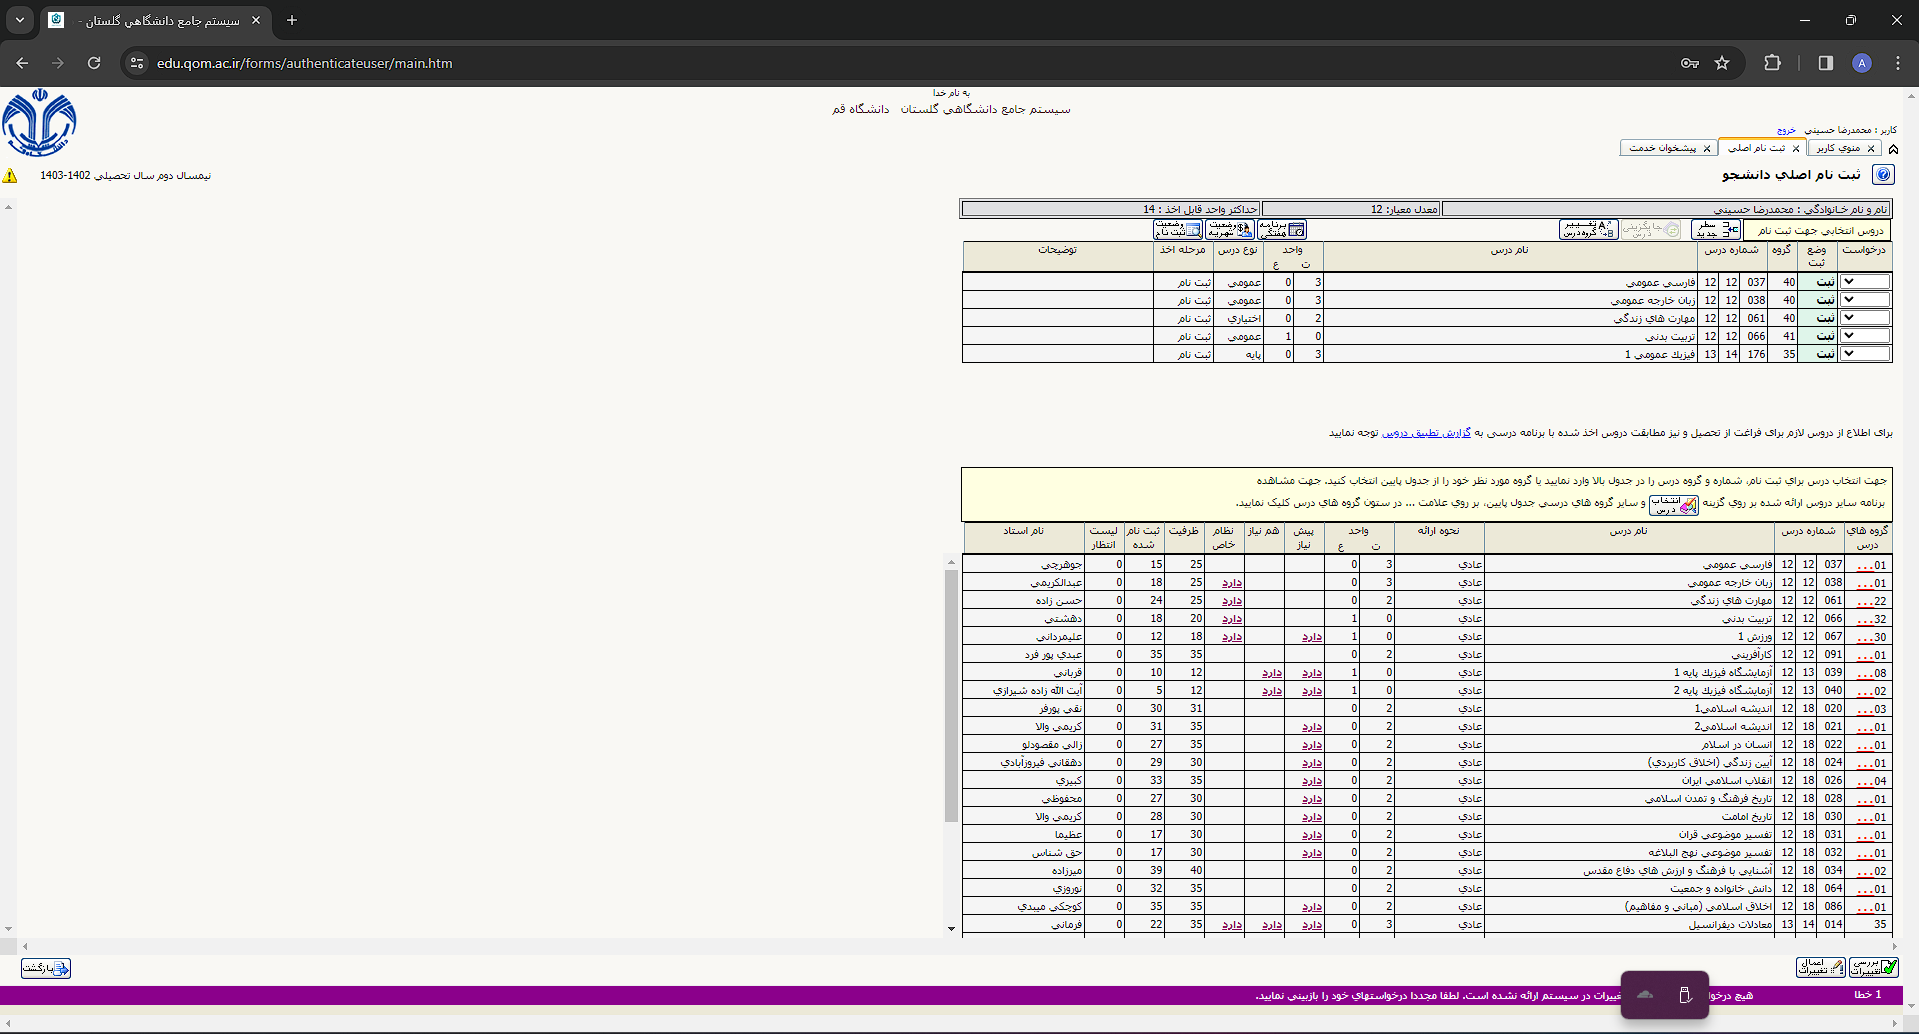 سيستم جامع دانشگاهي گلستان -
edu.qom.ac.ir/forms/authenticateuser/main.htm
A
به نام خدا
سيستم جامع دانشگاهي گلستان دانشگاه قم
کاربر : محمدرضا حسيني خروج
منوي کاربر
ثبت نام اصلي
پيشخوان خدمت
ثبت نام اصلي دانشجو
نيمسال دوم سال تحصيلي 1402-1403
نام و نام خانوادگي : محمدرضا حسيني معدل معيار: 12 حداکثر واحد قابل اخذ : 14
دروس انتخابي جهت ثبت نام سطر جديد جايگزيني درس تغيير گروه درس برنامه هفتگي وضعيت شهريه وضعيت ثبت نام
درخواست وضع ثبت گروه شماره درس نام درس واحد ت ع نوع درس مرحله اخذ توضيحات
ثبت 40 037 12 12 فارسي عمومي 3 0 عمومي ثبت نام
ثبت 40 038 12 12 زبان خارجه عمومي 3 0 عمومي ثبت نام
ثبت 40 061 12 12 مهارت هاي زندگي 2 0 اختياري ثبت نام
ثبت 41 066 12 12 تربيت بدني 0 1 عمومي ثبت نام
ثبت 35 176 14 13 فيزيك عمومي 1 3 0 پايه ثبت نام
برای اطلاع از دروس لازم برای فراغت از تحصیل و نیز مطابقت دروس اخذ شده با برنامه درسی به گزارش تطبیق دروس توجه نمایید
جهت انتخاب درس براي ثبت نام، شماره و گروه درس را در جدول بالا وارد نماييد يا گروه مورد نظر خود را از جدول پايين انتخاب کنيد. جهت مشاهده
برنامه ساير دروس ارائه شده بر روي گزينه انتخاب درس و ساير گروه هاي درسي جدول پايين، بر روي علامت ... در ستون گروه هاي درس کليک نماييد.
گروه هاي درس شماره درس نام درس نحوه ارائه واحد ت ع پيش نياز هم نياز نظام خاص ظرفيت ثبت نام شده ليست انتظار نام استاد
01... 037 12 12 فارسي عمومي عادي 3 0 25 15 0 جوهرچي
01... 038 12 12 زبان خارجه عمومي عادي 3 0 دارد 25 18 0 عبدالكريمي
22... 061 12 12 مهارت هاي زندگي عادي 2 0 دارد 25 24 0 حسن زاده
32... 066 12 12 تربيت بدني عادي 0 1 دارد 20 18 0 دهشتي
30... 067 12 12 ورزش 1 عادي 0 1 دارد دارد 18 12 0 عليمرداني
01... 091 12 12 كارآفريني عادي 2 0 35 35 0 عبدي پور فرد
08... 039 13 12 آزمايشگاه فيزيك پايه 1 عادي 0 1 دارد دارد 12 10 0 قرباني
02... 040 13 12 آزمايشگاه فيزيك پايه 2 عادي 0 1 دارد دارد 12 5 0 آيت الله زاده شيرازي
03... 020 18 12 انديشه اسلامي1 عادي 2 0 31 30 0 نقي پورفر
01... 021 18 12 انديشه اسلامي2 عادي 2 0 دارد 35 31 0 كريمي والا
01... 022 18 12 انسان در اسلام عادي 2 0 دارد 35 27 0 زالي مقصودلو
01... 024 18 12 آيين زندگي (اخلاق كاربردي) عادي 2 0 دارد 30 29 0 دهقاني فيروزآبادي
04... 026 18 12 انقلاب اسلامي ايران عادي 2 0 دارد 35 33 0 كبيري
01... 028 18 12 تاريخ فرهنگ و تمدن اسلامي عادي 2 0 دارد 30 27 0 محفوظي
01... 030 18 12 تاريخ امامت عادي 2 0 دارد 30 28 0 كريمي والا
01... 031 18 12 تفسير موضوعي قران عادي 2 0 دارد 30 17 0 عظيما
01... 032 18 12 تفسير موضوعي نهج البلاغه عادي 2 0 دارد 30 17 0 حق شناس
02... 034 18 12 آشنايي با فرهنگ و ارزش هاي دفاع مقدس عادي 2 0 40 39 0 ميرزاده
01... 064 18 12 دانش خانواده و جمعيت عادي 2 0 35 32 0 نوروزي
01... 086 18 12 اخلاق اسلامي (مباني و مفاهيم) عادي 2 0 دارد 35 35 0 كوچكي ميبدي
35 014 14 13 معادلات ديفرانسيل عادي 3 0 دارد دارد دارد 35 22 0 فرماني
بررسي تغييرات اعمال تغييرات بازگشت
1 خطا هيچ درخوا
غييرات در سيستم ارائه نشده است. لطفا مجددا درخواستهاي خود را بازبيني نماييد.